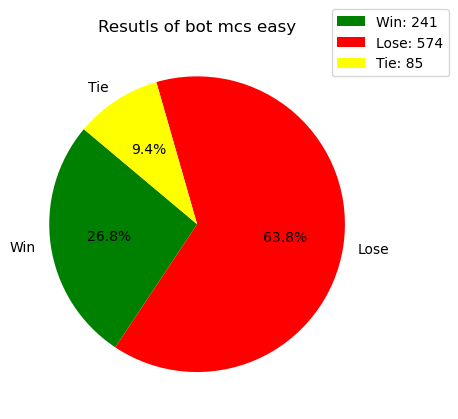 Resutls of bot mcs easy
Win: 241
Lose: 574
Tie: 85
Tie
9.4%
26.8%
63.8%
Win
Lose